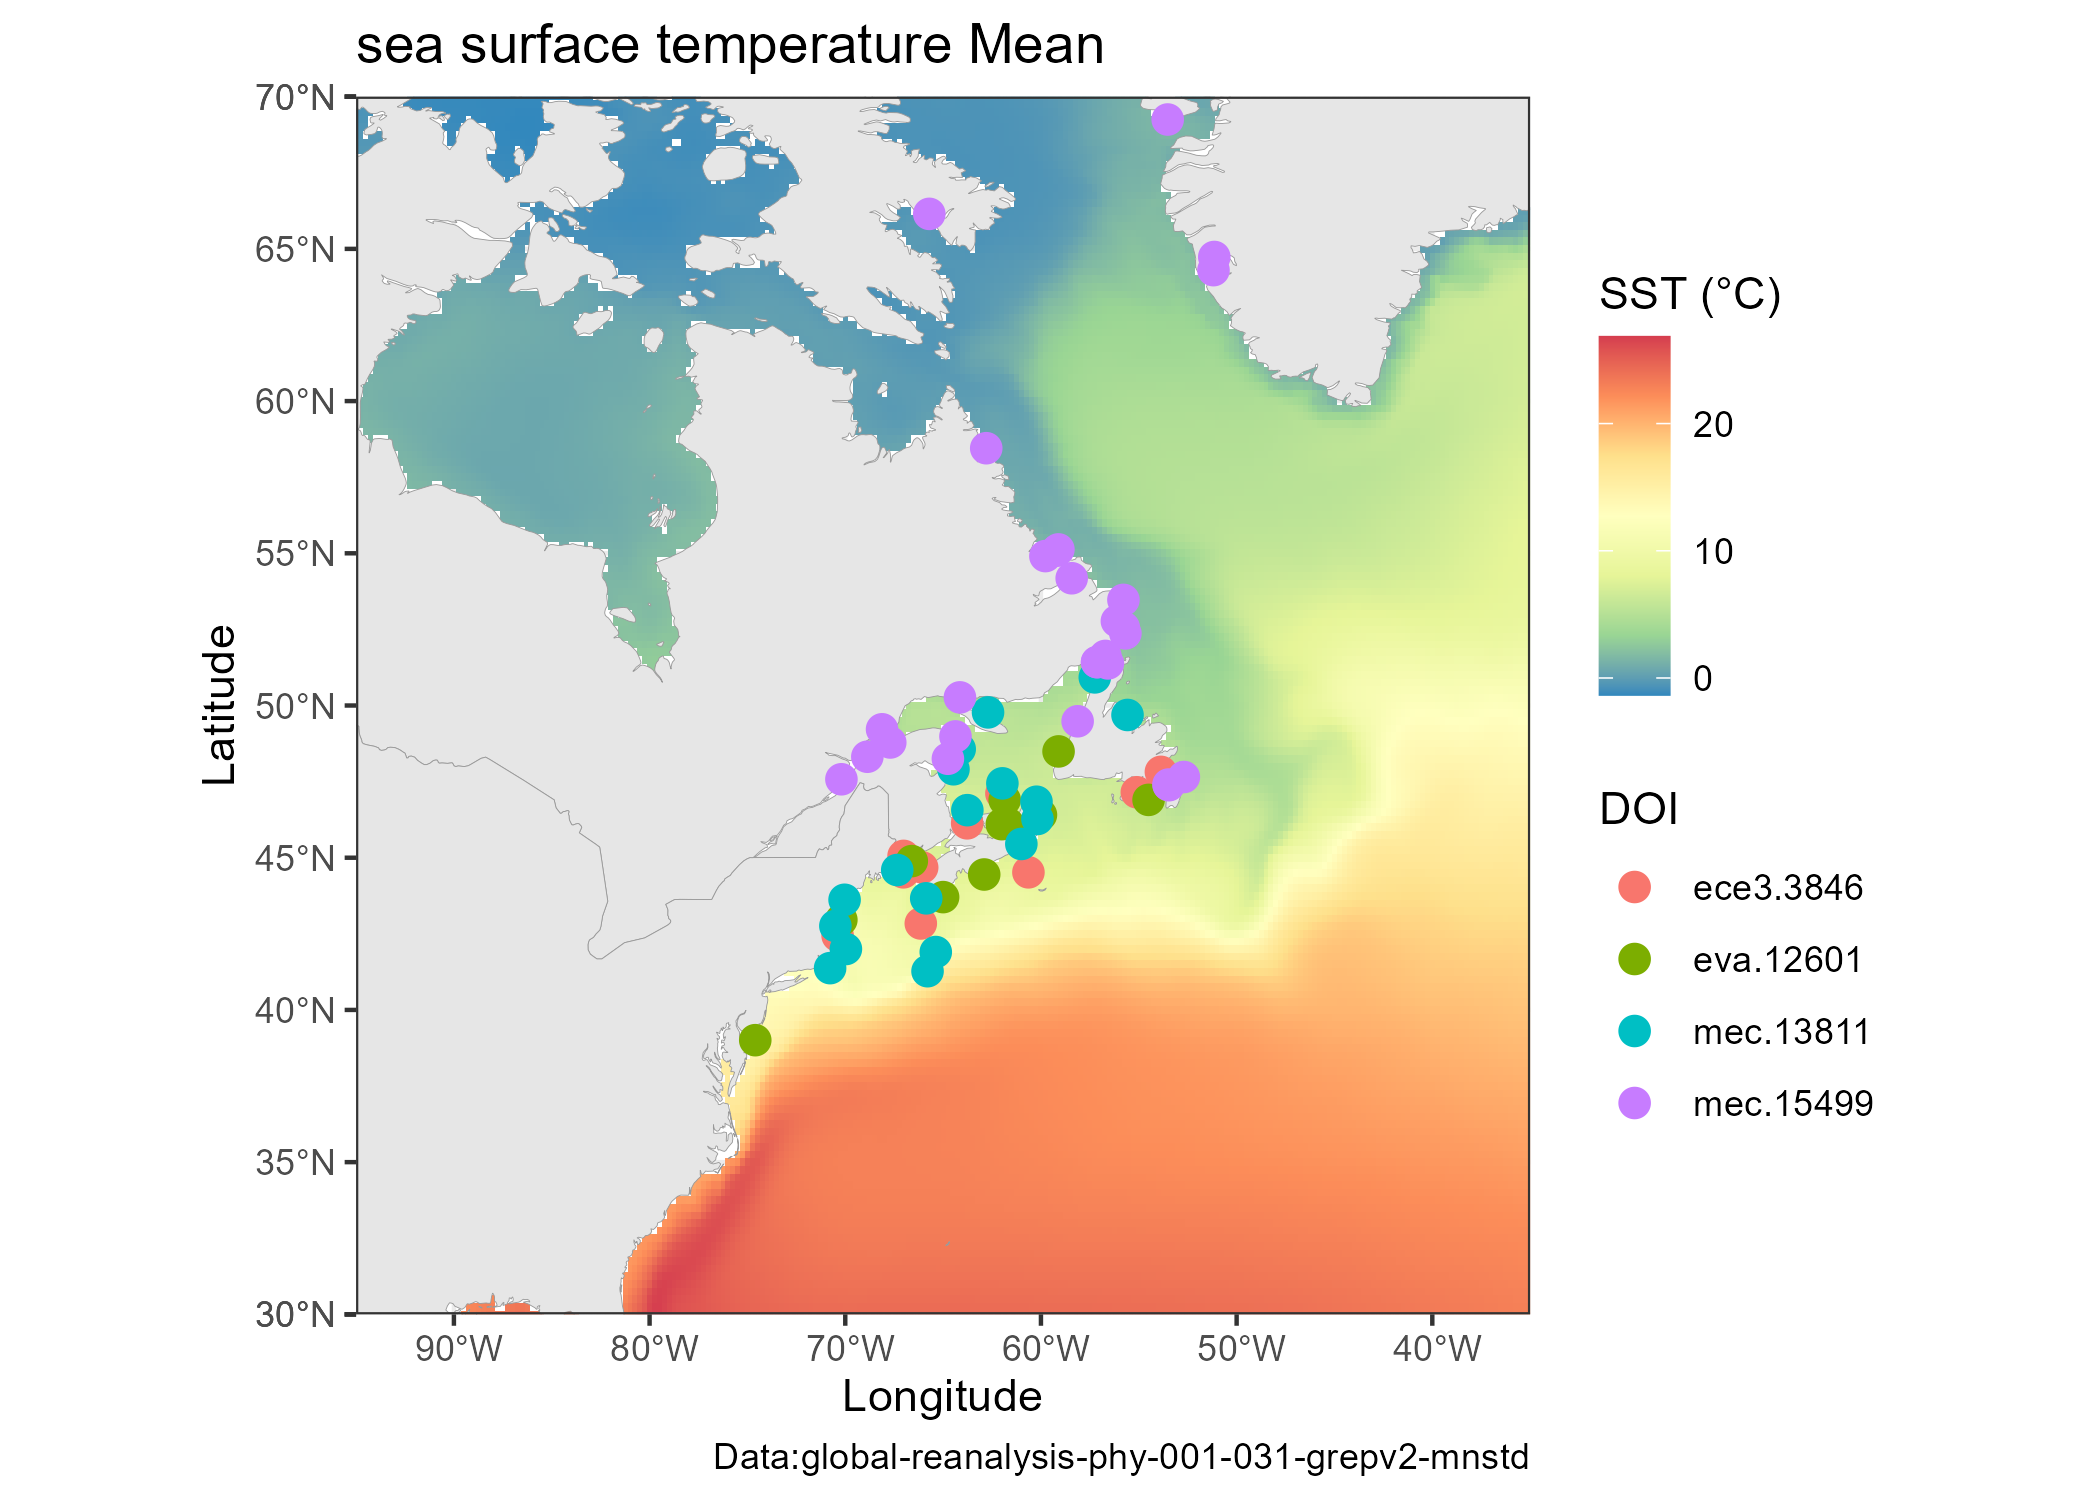 sea surface temperature Mean
70°N
65°N
60°N
55°N
50°N
45°N
40°N
35°N
30°N
Latitude
90°W 80°W 70°W 60°W 50°W 40°W
Longitude
Data:global-reanalysis-phy-001-031-grepv2-mnstd
SST (°C)
20
10
0
DOI
ece3.3846
eva.12601
mec.13811
mec.15499